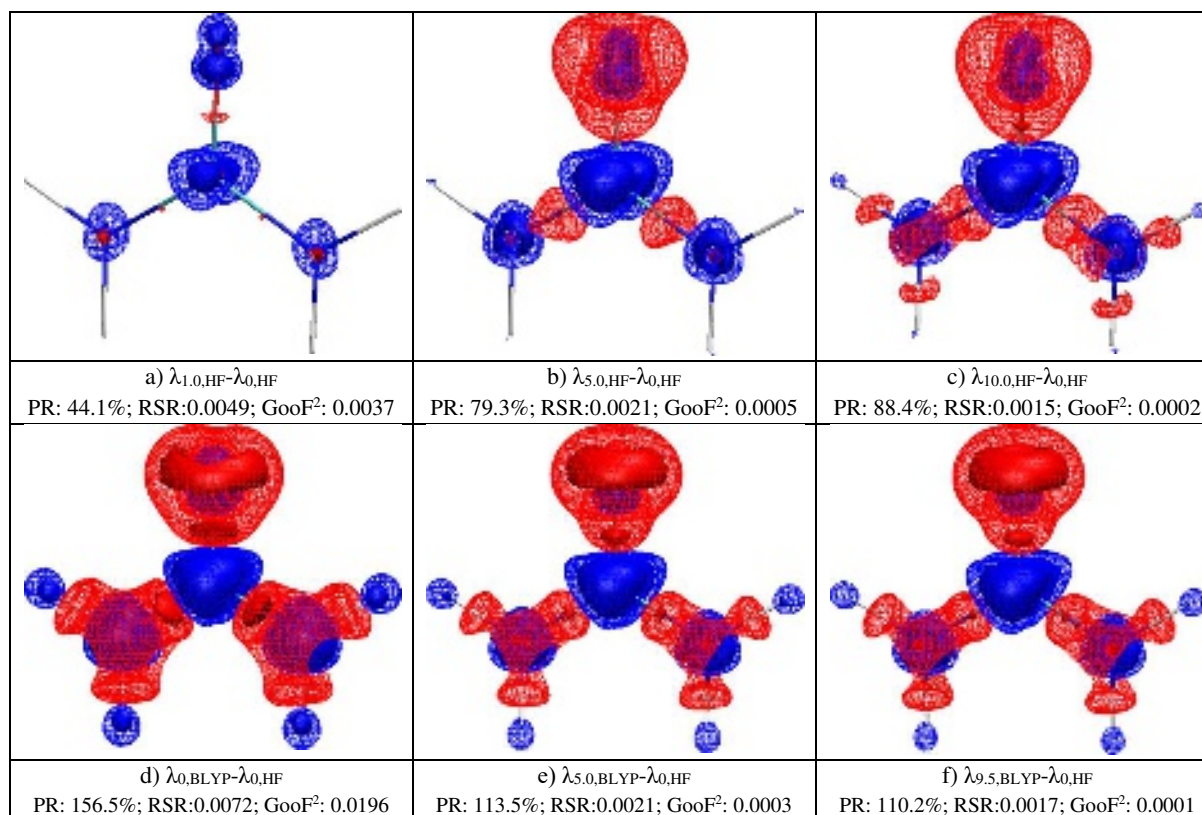 a) λ1.0,HF-λ0,HF
PR: 44.1%; RSR:0.0049; GooF²: 0.0037
b) λ5.0,HF-λ0,HF
PR: 79.3%; RSR:0.0021; GooF²: 0.0005
c) λ10.0,HF-λ0,HF
PR: 88.4%; RSR:0.0015; GooF²: 0.0002
d) λ0,BLYP-λ0,HF
PR: 156.5%; RSR:0.0072; GooF²: 0.0196
e) λ5.0,BLYP-λ0,HF
PR: 113.5%; RSR:0.0021; GooF²: 0.0003
f) λ9.5,BLYP-λ0,HF
PR: 110.2%; RSR:0.0017; GooF²: 0.0001